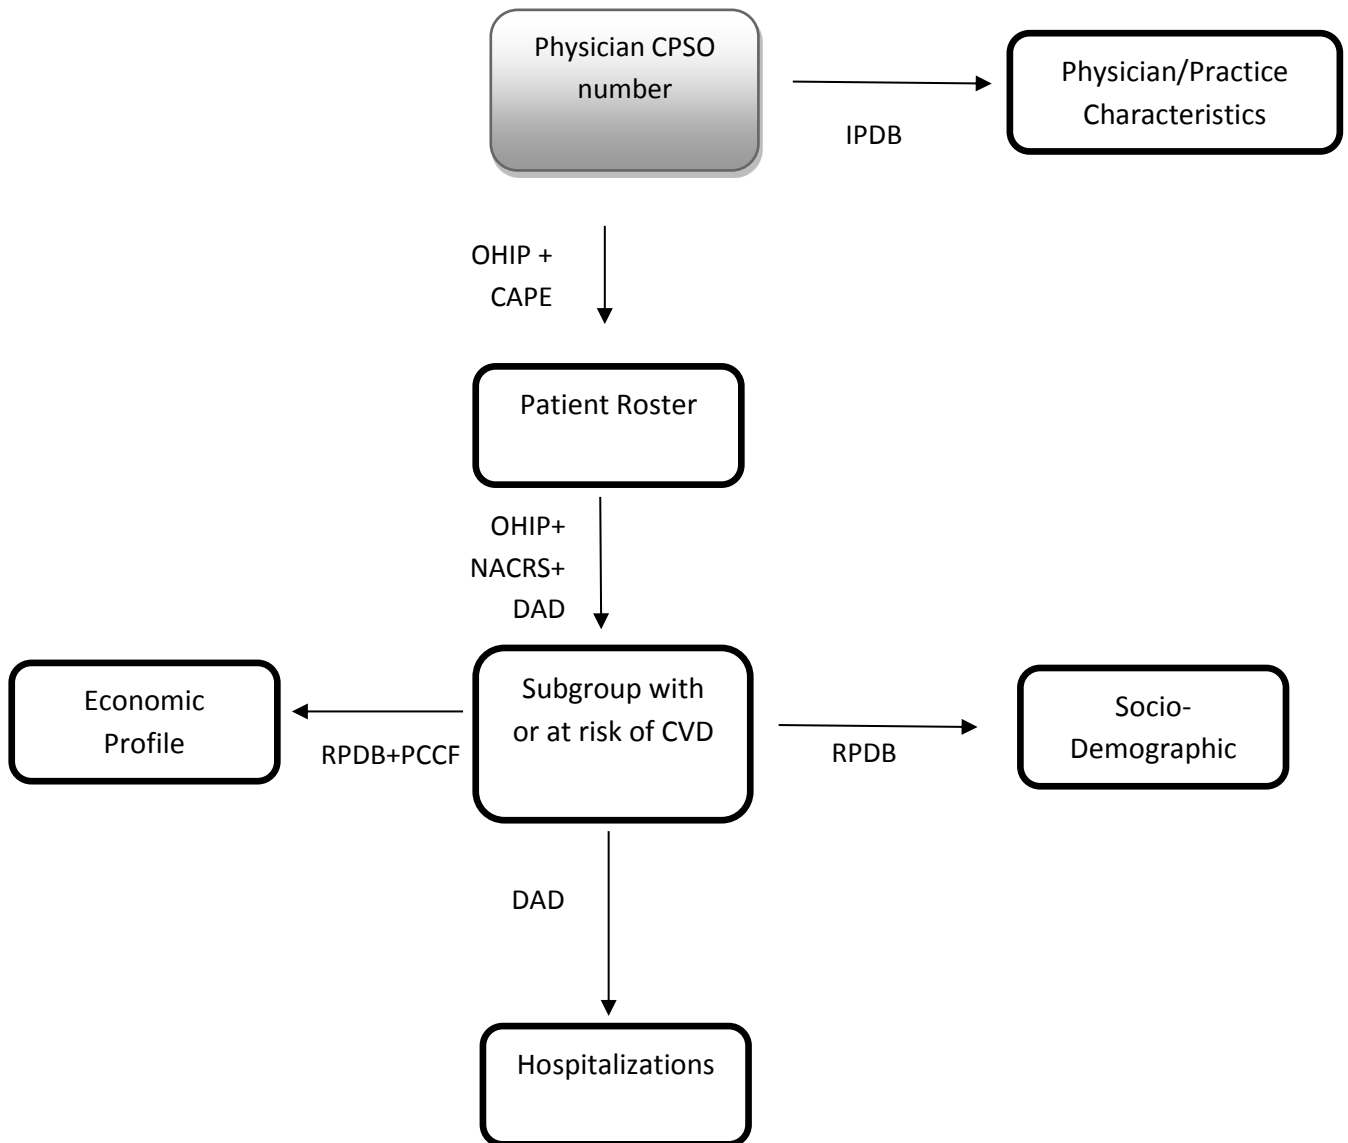 Physician CPSO
number
Physician/Practice
Characteristics
IPDB
OHIP +
CAPE
Patient Roster
OHIP+
NACRS+
DAD
Economic
Profile
RPDB+PCCF
Subgroup with
or at risk of CVD
RPDB
Socio-
Demographic
DAD
Hospitalizations